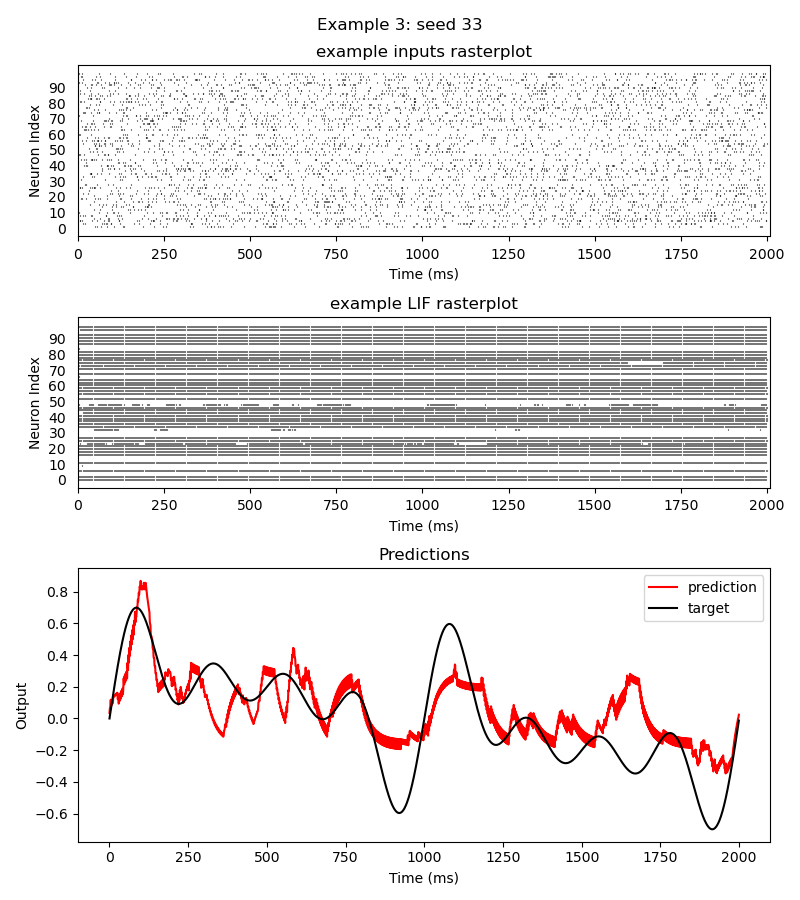 Example 3: seed 33
example inputs rasterplot
Neuron Index
90
80
70
60
50
40
30
20
10
0
0 250 500 750 1000 1250 1500 1750 2000
Time (ms)
example LIF rasterplot
Neuron Index
90
80
70
60
50
40
30
20
10
0
0 250 500 750 1000 1250 1500 1750 2000
Time (ms)
Predictions
prediction
target
Output
0.8
0.6
0.4
0.2
0.0
−0.2
−0.4
−0.6
0 250 500 750 1000 1250 1500 1750 2000
Time (ms)